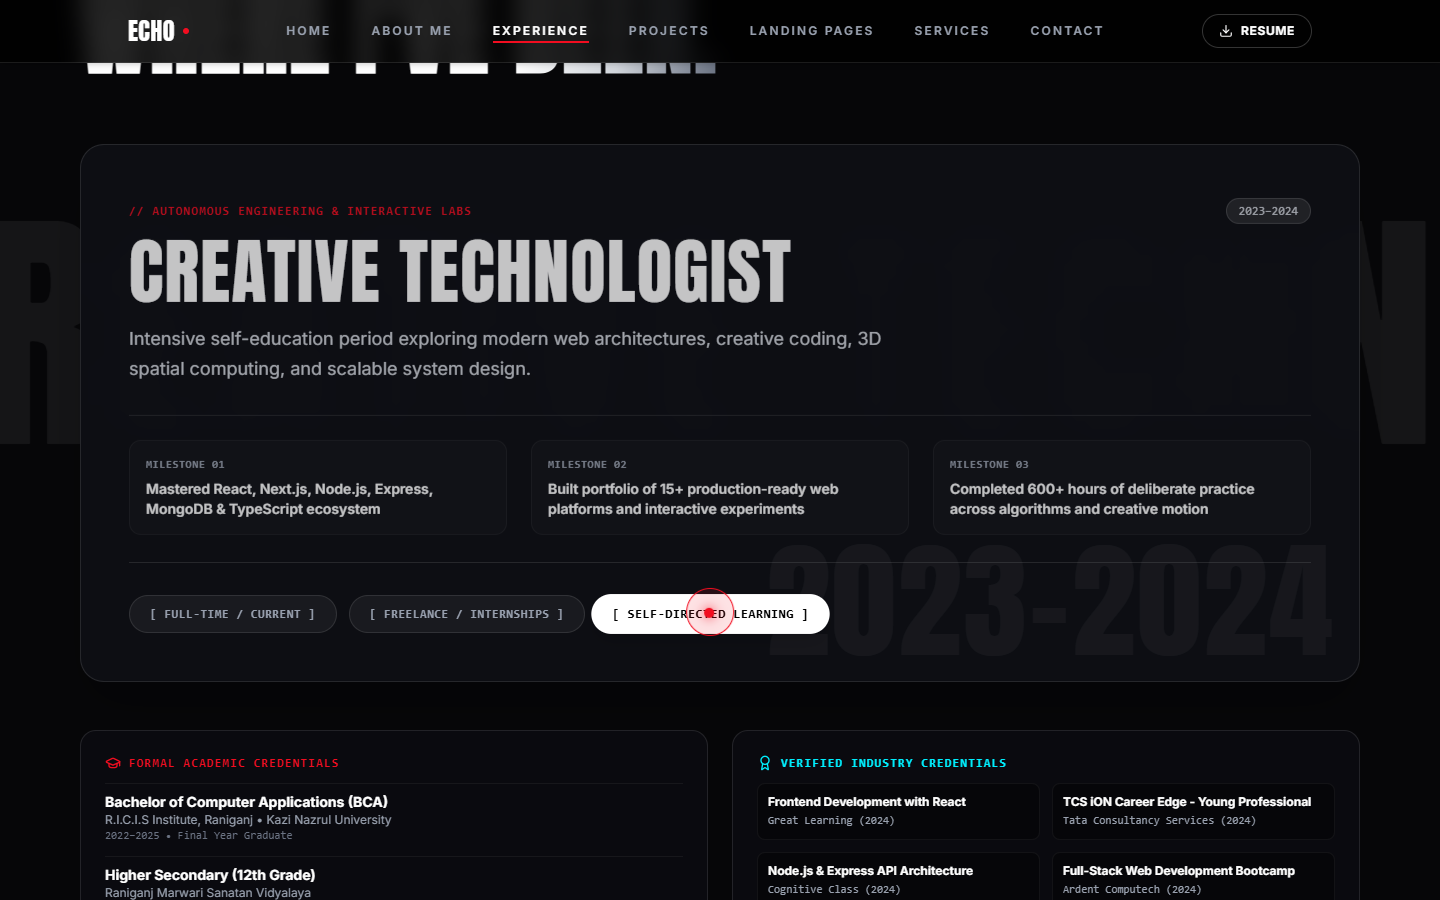 ECHO
HOME
ABOUT ME
EXPERIENCE
PROJECTS
LANDING PAGES
SERVICES
CONTACT
RESUME
// AUTONOMOUS ENGINEERING & INTERACTIVE LABS
2023–2024
CREATIVE TECHNOLOGIST
Intensive self-education period exploring modern web architectures, creative coding, 3D
spatial computing, and scalable system design.
MILESTONE 01
Mastered React, Next.js, Node.js, Express,
MongoDB & TypeScript ecosystem
MILESTONE 02
Built portfolio of 15+ production-ready web
platforms and interactive experiments
MILESTONE 03
Completed 600+ hours of deliberate practice
across algorithms and creative motion
2023-2024
[ FULL-TIME / CURRENT ]
[ FREELANCE / INTERNSHIPS ]
[ SELF-DIRECTED LEARNING ]
FORMAL ACADEMIC CREDENTIALS
Bachelor of Computer Applications (BCA)
R.I.C.I.S Institute, Raniganj • Kazi Nazrul University
2022–2025 • Final Year Graduate
Higher Secondary (12th Grade)
Raniganj Marwari Sanatan Vidyalaya
VERIFIED INDUSTRY CREDENTIALS
Frontend Development with React
Great Learning (2024)
TCS iON Career Edge - Young Professional
Tata Consultancy Services (2024)
Node.js & Express API Architecture
Cognitive Class (2024)
Full-Stack Web Development Bootcamp
Ardent Computech (2024)